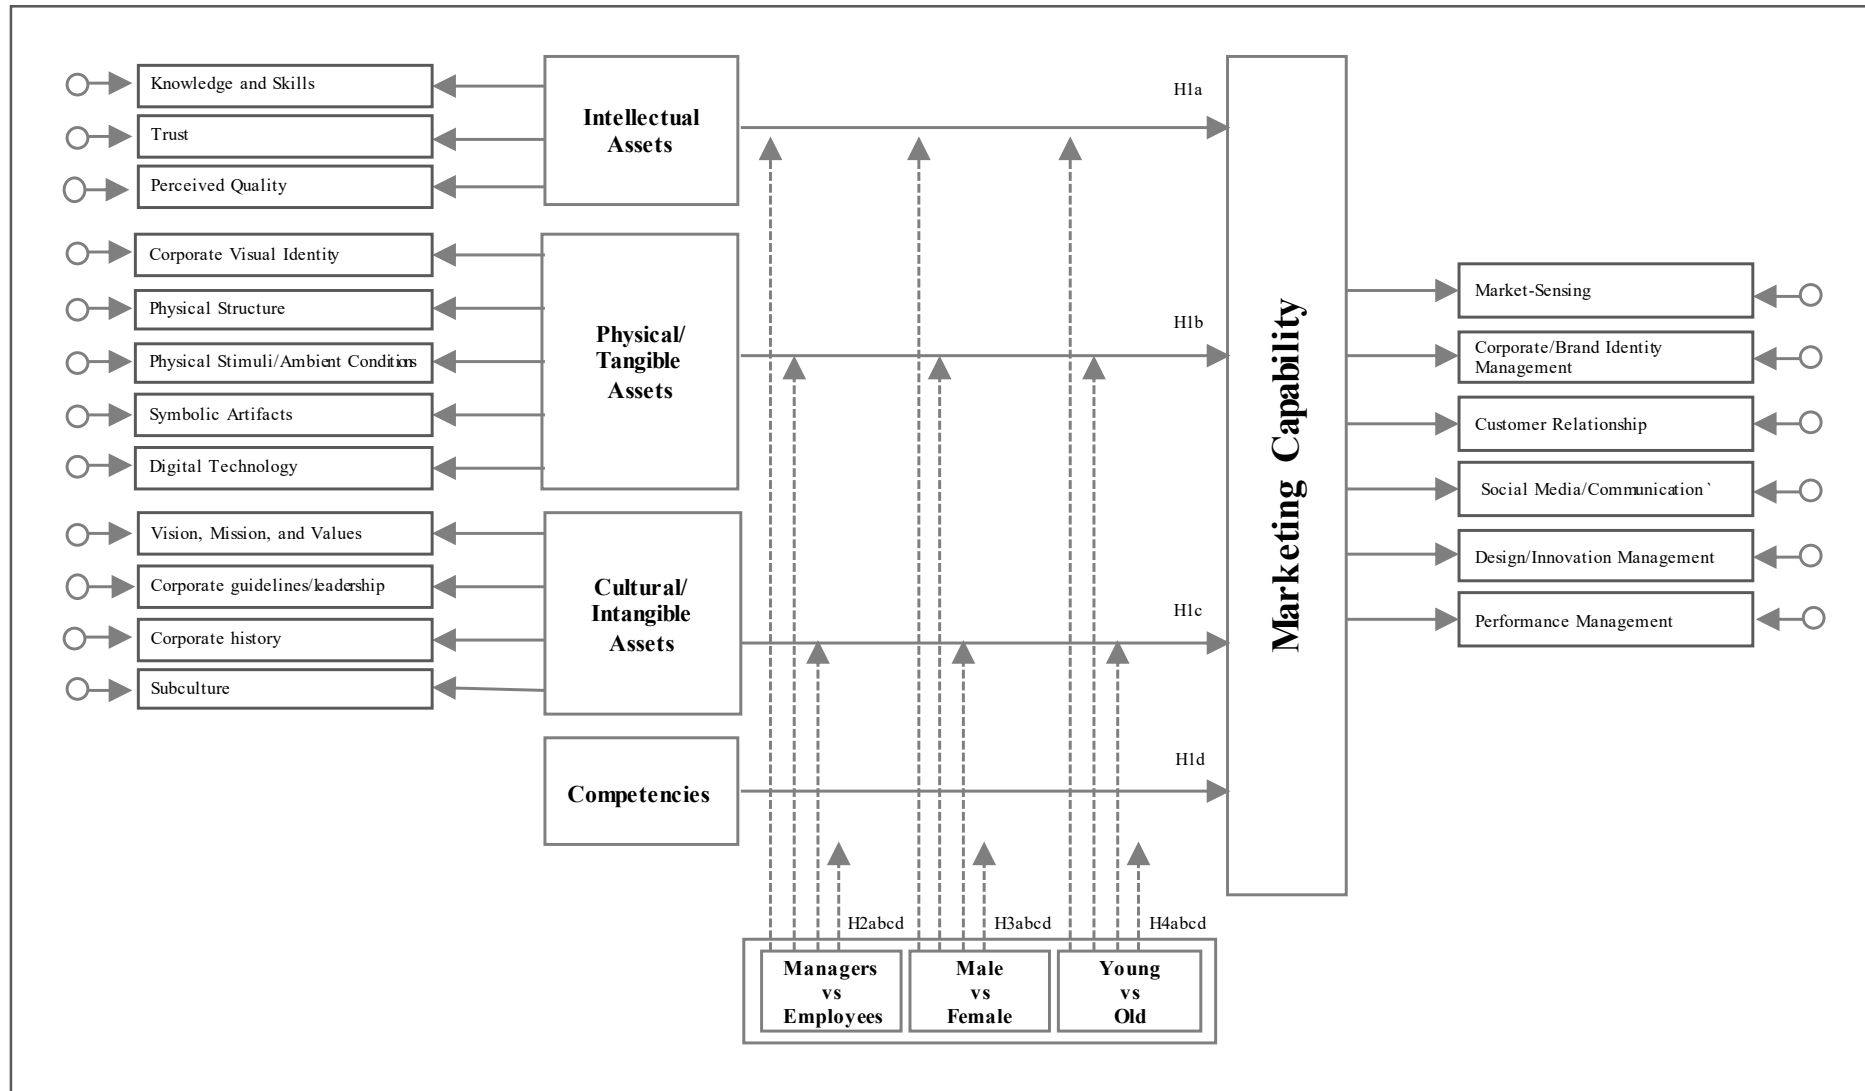 Knowledge and Skills
Trust
Perceived Quality
Intellectual
Assets
H1a
Corporate Visual Identity
Physical Structure
Physical Stimuli/Ambient Conditions
Symbolic Artifacts
Digital Technology
Physical/
Tangible
Assets
H1b
Vision, Mission, and Values
Corporate guidelines/leadership
Corporate history
Subculture
Cultural/
Intangible
Assets
H1c
Competencies
H1d
Marketing Capability
Market-Sensing
Corporate/Brand Identity
Management
Customer Relationship
Social Media/Communication`
Design/Innovation Management
Performance Management
H2abcd
H3abcd
H4abcd
Managers
vs
Employees
Male
vs
Female
Young
vs
Old